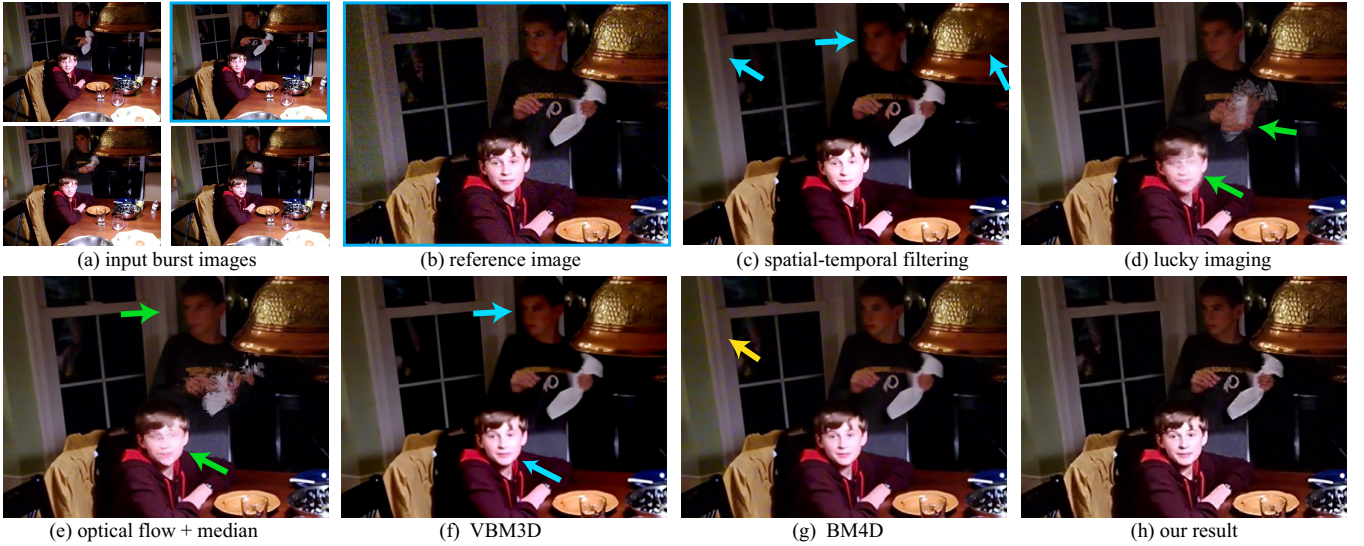 (a) input burst images
(b) reference image
(c) spatial-temporal filtering
(d) lucky imaging
(e) optical flow + median
(f) VBM3D
(g) BM4D
(h) our result